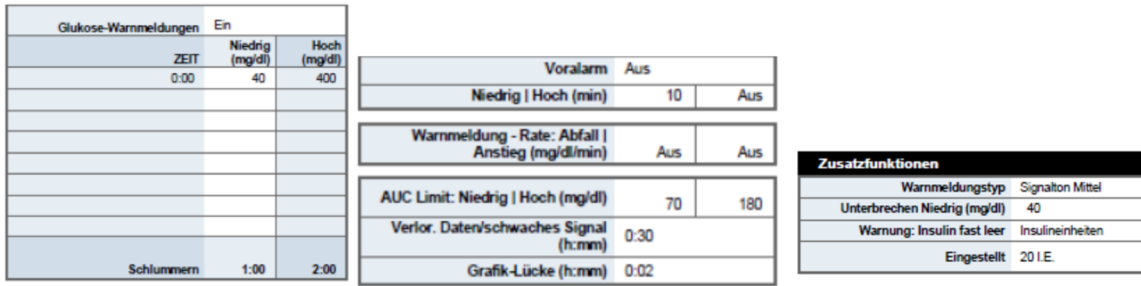 Glukose-Warnmeldungen Ein
ZEIT Niedrig (mg/dl) Hoch (mg/dl)
0:00 40 400
Schlummern 1:00 2:00
Voralarm Aus
Niedrig | Hoch (min) 10 Aus
Warnmeldung - Rate: Abfall |
Anstieg (mg/dl/min) Aus Aus
AUC Limit: Niedrig | Hoch (mg/dl) 70 180
Verlor. Daten/schwaches Signal
(h:mm) 0:30
Grafik-Lücke (h:mm) 0:02
Zusatzfunktionen
Warnmeldungstyp Signalton Mittel
Unterbrechen Niedrig (mg/dl) 40
Warnung: Insulin fast leer Insulineinheiten
Eingestellt 20 I.E.